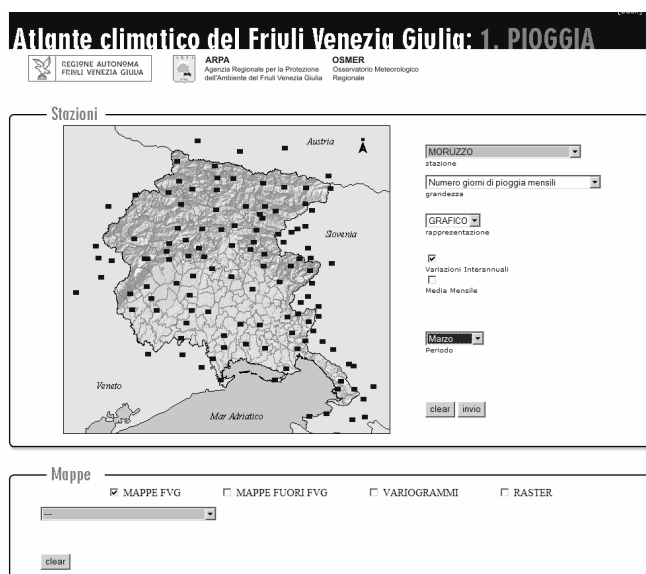 Atlante climatico del Friuli Venezia Giulia: 1. PIOGGIA
REGIONE AUTONOMA
FRIULI VENEZIA GIULIA
ARPA
Agenzia Regionale per la Protezione
dell'Ambiente del Friuli Venezia Giulia
OSMER
Osservatorio Meteorologico
Regionale
Stazioni
Austria
Slovenia
Veneto
Mar Adriatico
MORUZZO
stazione
Numero giorni di pioggia mensili
grandezza
GRAFICO
rappresentazione
Variazioni Interannuali
Media Mensile
Marzo
Periodo
clear invio
Mappe
MAPPE FVG MAPPE FUORI FVG VARIOGRAMMI RASTER
---
clear